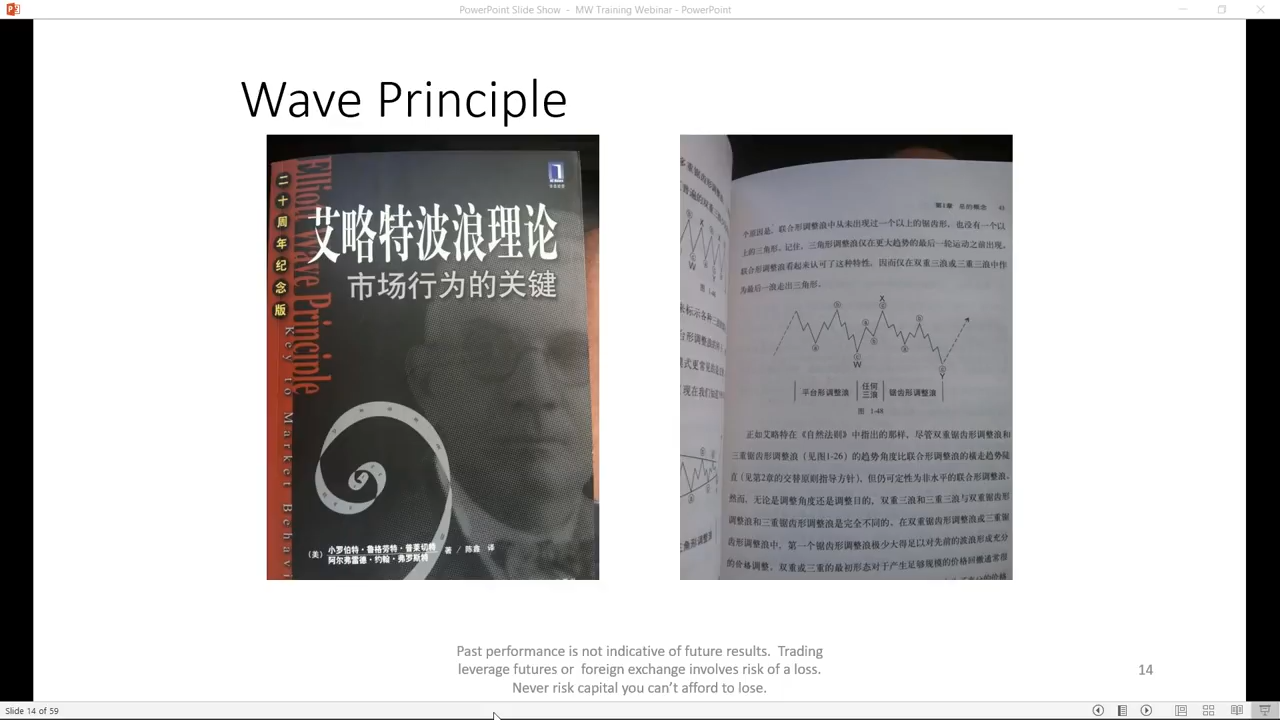 PowerPoint Slide Show - MW Training Webinar - PowerPoint
Wave Principle
二十周年纪念版
Elliott Wave Principle
Key to Market Behavi
艾略特波浪理论
市场行为的关键
(美) 小罗伯特·鲁格劳特·普莱切特
阿尔弗雷德·约翰·弗罗斯特
著 / 陈鑫 译
第1章 是的概念 45
个原因是,联合形调整浪中从未出现过一个以上的锯齿形,也没有一个以
上的三角形。记住,三角形调整浪仅在更大趋势的最后一轮运动之前出现。
联合形调整浪看起来认可了这种特性,因而仅在双重三浪或三重三浪中作
为最后一浪走出三角形。
X
W
Y
平台形调整浪
任何
三浪
锯齿形调整浪
图 1-48
正如艾略特在《自然法则》中指出的那样,尽管双重锯齿形调整浪和
三重锯齿形调整浪(见图1-26)的趋势角度比联合形调整浪的横走趋势陡
直(见第2章的交替原则指导方针),但仍可定性为非水平的联合形调整浪。
然而,无论是调整角度还是调整目的,双重三浪和三重三浪与双重锯齿形
调整浪和三重锯齿形调整浪是完全不同的。在双重锯齿形调整浪或三重锯
齿形调整浪中,第一个锯齿形调整浪极少大得足以对先前的波浪形成充分
的价格调整。双重或三重的最初形态对于产生足够规模的价格回撤通常很
Past performance is not indicative of future results. Trading
leverage futures or foreign exchange involves risk of a loss.
Never risk capital you can't afford to lose.
14
Slide 14 of 59